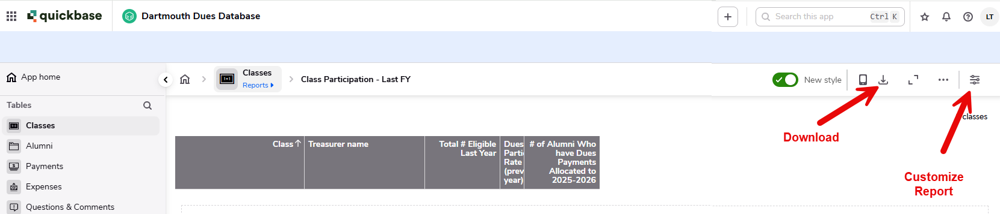 quickbase
Dartmouth Dues Database
Search this app
Ctrl K
LT
App home
Classes
Reports
Class Participation - Last FY
New style
Tables
Classes
Alumni
Payments
Expenses
Questions & Comments
classes
Download
Customize
Report
Class
Treasurer name
Total # Eligible
Last Year
Dues
Parti
Rate
(prev
year)
# of Alumni Who
have Dues
Payments
Allocated to
2025-2026